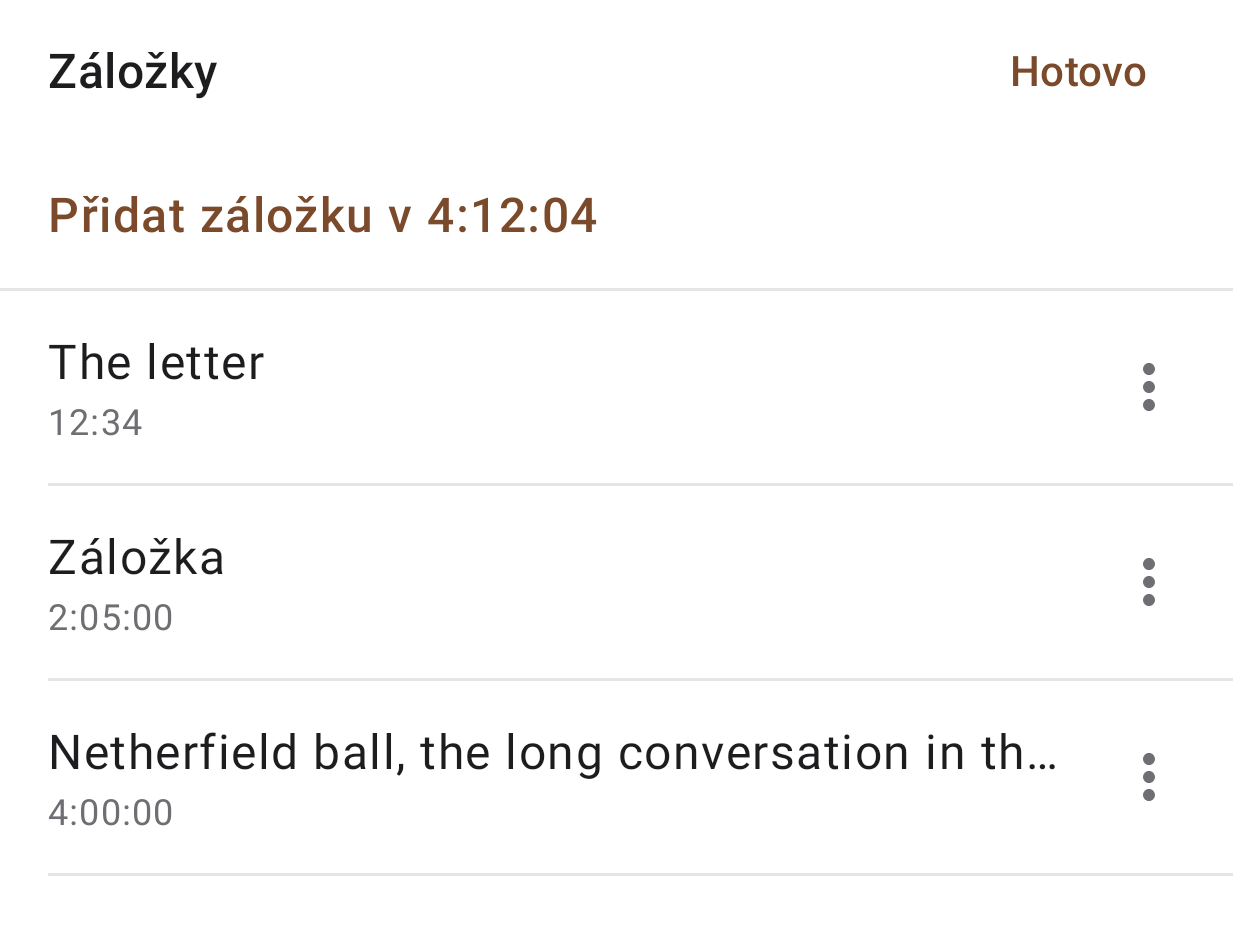 Záložky
Hotovo
Přidat záložku v 4:12:04
The letter
12:34
Záložka
2:05:00
Netherfield ball, the long conversation in th…
4:00:00